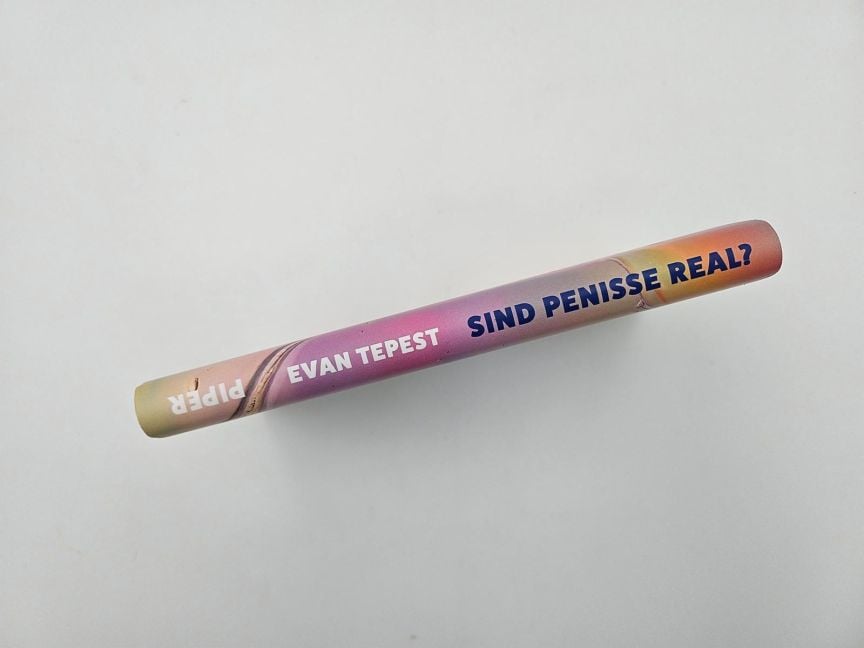 PIPER
EVAN TEPEST
SIND PENISSE REAL?